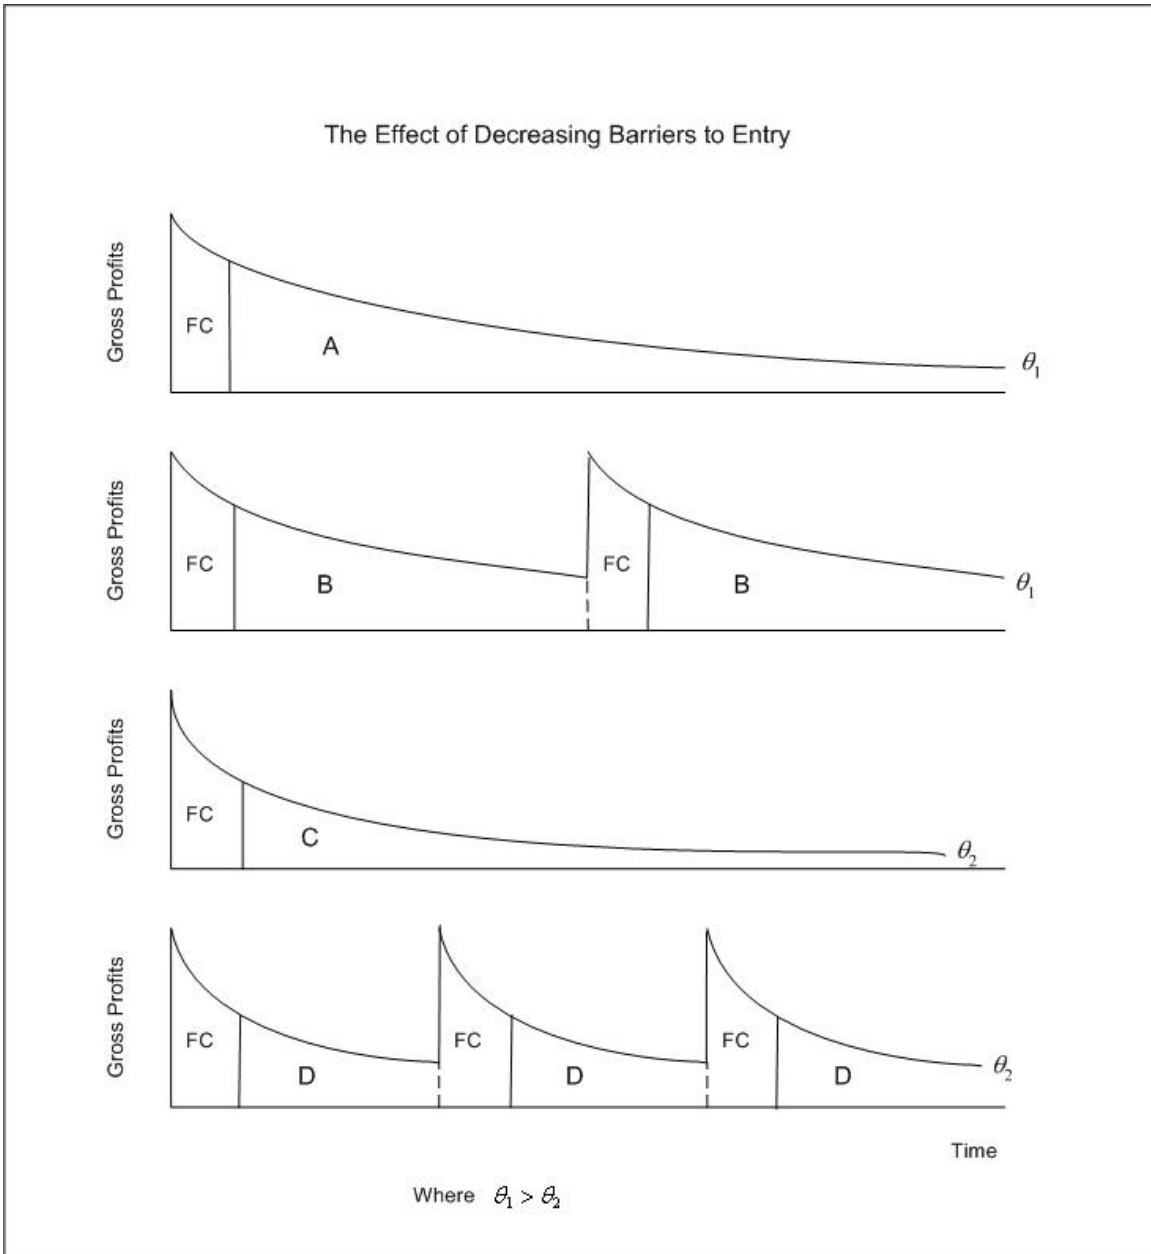 The Effect of Decreasing Barriers to Entry
Gross Profits
FC
A
θ₁
Gross Profits
FC
B
FC
B
θ₁
Gross Profits
FC
C
θ₂
Gross Profits
FC
D
FC
D
FC
D
θ₂
Time
Where θ₁ > θ₂